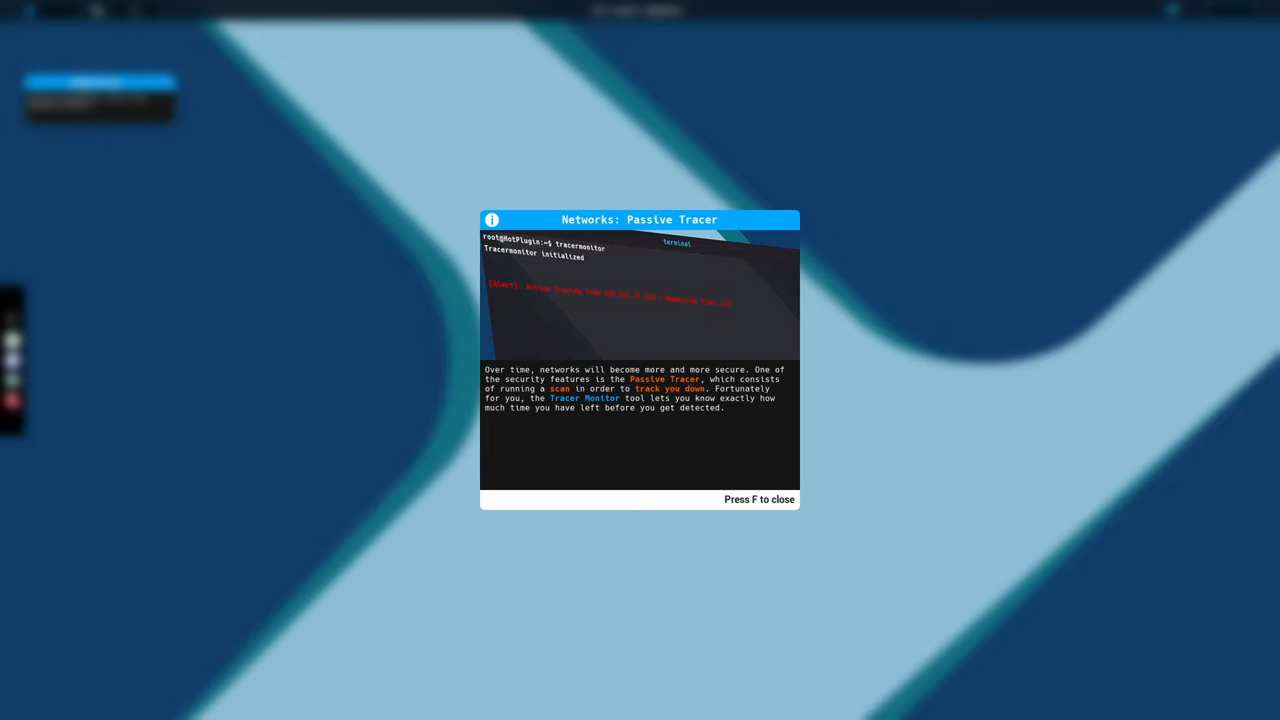 Networks: Passive Tracer
root@HotPlugin:~$ tracermonitor
terminal
Tracermonitor initialized
Over time, networks will become more and more secure. One of
the security features is the Passive Tracer, which consists
of running a scan in order to track you down. Fortunately
for you, the Tracer Monitor tool lets you know exactly how
much time you have left before you get detected.
Press F to close